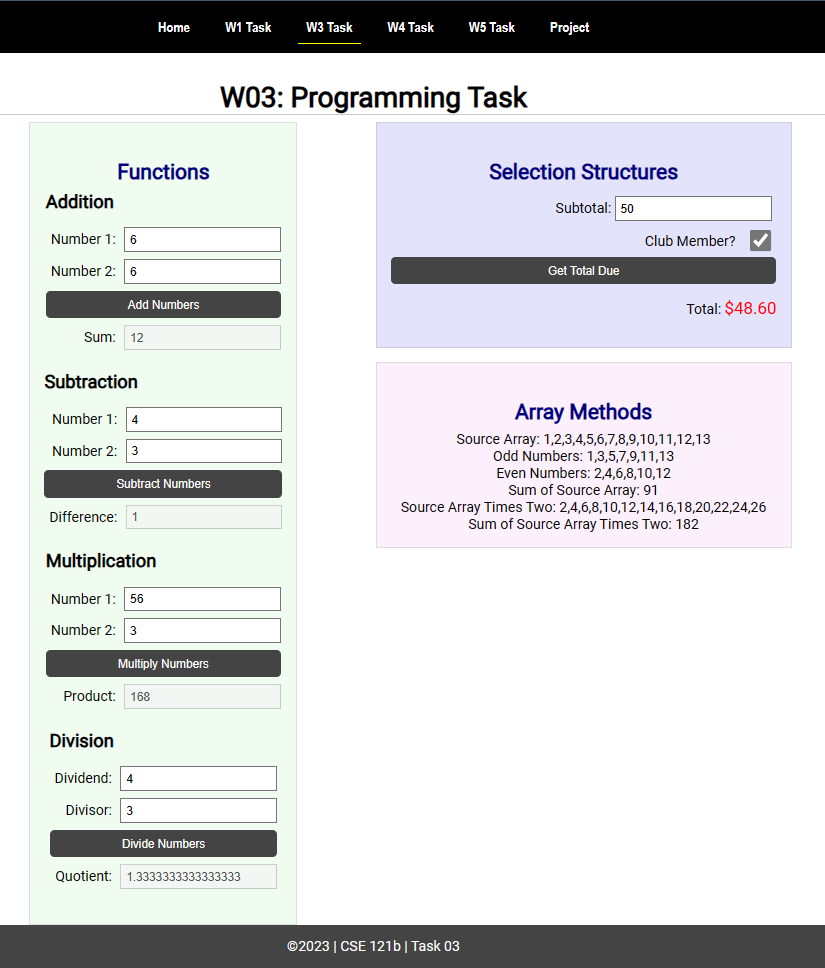 Home W1 Task W3 Task W4 Task W5 Task Project
W03: Programming Task
Functions
Addition
Number 1: 6
Number 2: 6
Add Numbers
Sum: 12
Subtraction
Number 1: 4
Number 2: 3
Subtract Numbers
Difference: 1
Multiplication
Number 1: 56
Number 2: 3
Multiply Numbers
Product: 168
Division
Dividend: 4
Divisor: 3
Divide Numbers
Quotient: 1.3333333333333333
Selection Structures
Subtotal: 50
Club Member?
Get Total Due
Total: $48.60
Array Methods
Source Array: 1,2,3,4,5,6,7,8,9,10,11,12,13
Odd Numbers: 1,3,5,7,9,11,13
Even Numbers: 2,4,6,8,10,12
Sum of Source Array: 91
Source Array Times Two: 2,4,6,8,10,12,14,16,18,20,22,24,26
Sum of Source Array Times Two: 182
©2023 | CSE 121b | Task 03